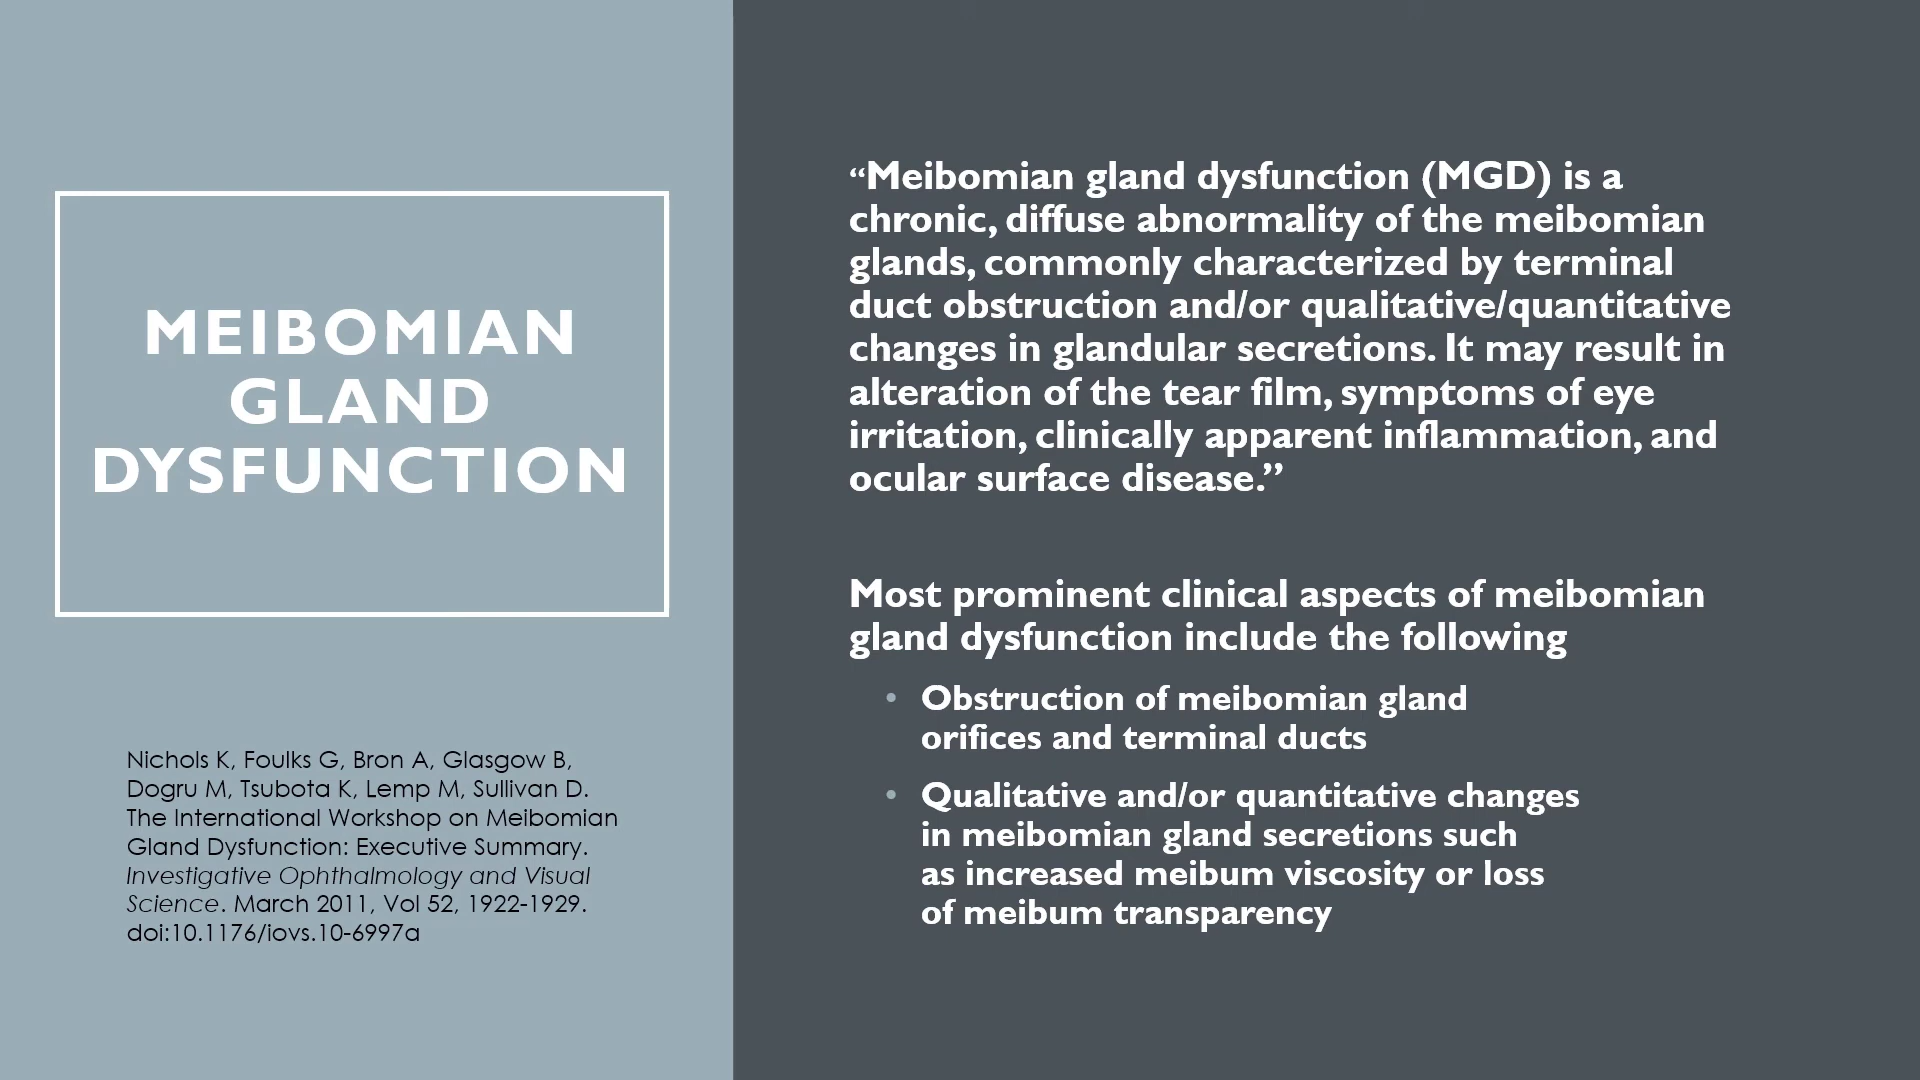 MEIBOMIAN
GLAND
DYSFUNCTION
Nichols K, Foulks G, Bron A, Glasgow B,
Dogru M, Tsubota K, Lemp M, Sullivan D.
The International Workshop on Meibomian
Gland Dysfunction: Executive Summary.
Investigative Ophthalmology and Visual
Science. March 2011, Vol 52, 1922-1929.
doi:10.1176/iovs.10-6997a
“Meibomian gland dysfunction (MGD) is a
chronic, diffuse abnormality of the meibomian
glands, commonly characterized by terminal
duct obstruction and/or qualitative/quantitative
changes in glandular secretions. It may result in
alteration of the tear film, symptoms of eye
irritation, clinically apparent inflammation, and
ocular surface disease.”
Most prominent clinical aspects of meibomian
gland dysfunction include the following
• Obstruction of meibomian gland
orifices and terminal ducts
• Qualitative and/or quantitative changes
in meibomian gland secretions such
as increased meibum viscosity or loss
of meibum transparency